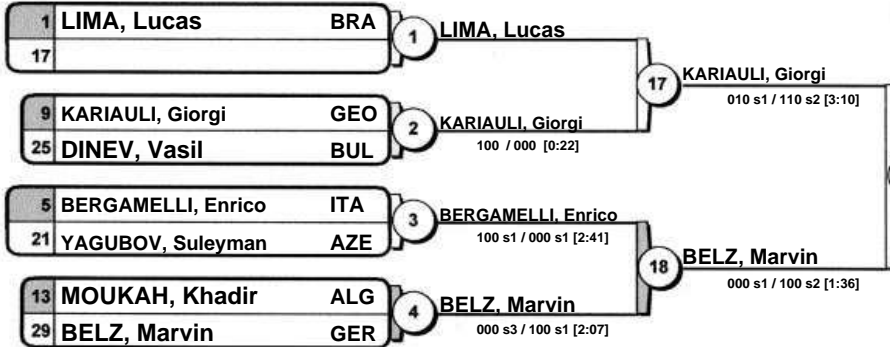 1 LIMA, Lucas BRA
17
1
LIMA, Lucas
9 KARIAULI, Giorgi GEO
25 DINEV, Vasil BUL
2
KARIAULI, Giorgi
100 / 000 [0:22]
17
KARIAULI, Giorgi
010 s1 / 110 s2 [3:10]
5 BERGAMELLI, Enrico ITA
21 YAGUBOV, Suleyman AZE
3
BERGAMELLI, Enrico
100 s1 / 000 s1 [2:41]
13 MOUKAH, Khadir ALG
29 BELZ, Marvin GER
4
BELZ, Marvin
000 s3 / 100 s1 [2:07]
18
BELZ, Marvin
000 s1 / 100 s2 [1:36]